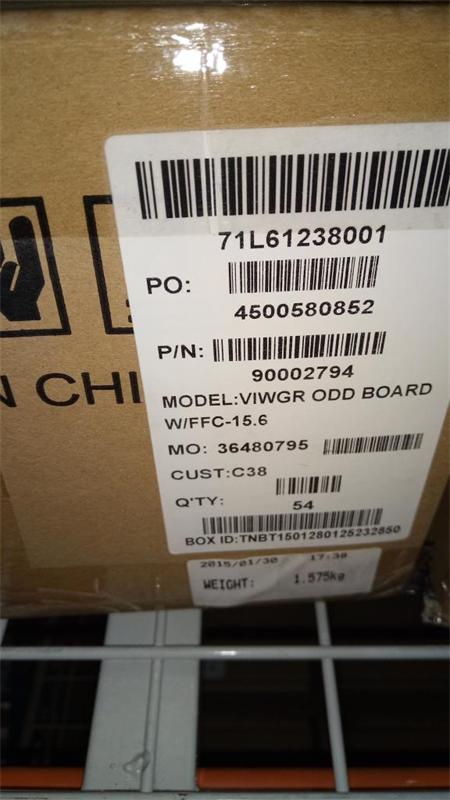 71L61238001
PO:
4500580852
P/N:
90002794
MODEL:VIWGR ODD BOARD
W/FFC-15.6
MO: 36480795
CUST:C38
Q'TY:
54
BOX ID:TNBT1501280125232850
2015/01/30 17:30
WEIGHT: 1.575kg
N CHI